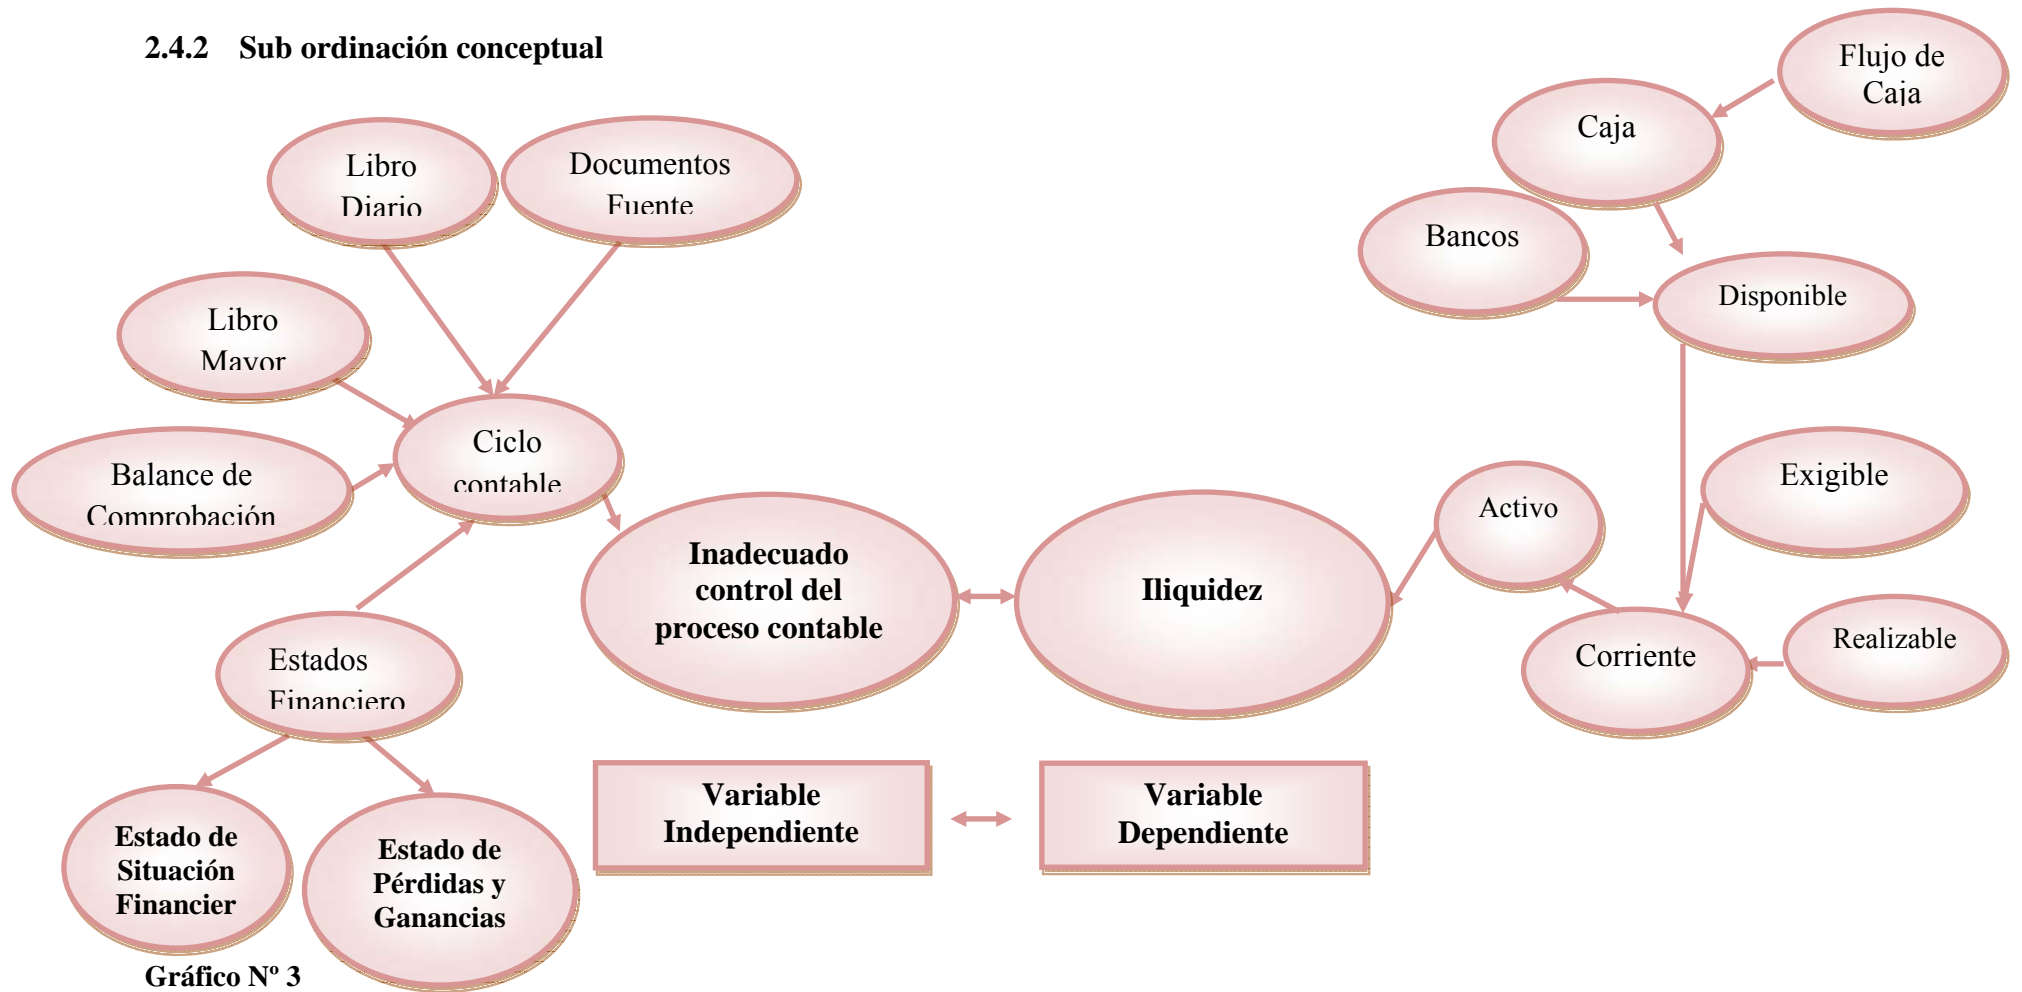 2.4.2 Sub ordinación conceptual
Flujo de
Caja
Caja
Libro
Diario
Documentos
Fuente
Bancos
Disponible
Libro
Mayor
Ciclo
contable
Balance de
Comprobación
Exigible
Activo
Inadecuado
control del
proceso contable
Iliquidez
Corriente
Realizable
Estados
Financiero
Variable
Independiente
Variable
Dependiente
Estado de
Situación
Financier
Estado de
Pérdidas y
Ganancias
Gráfico Nº 3